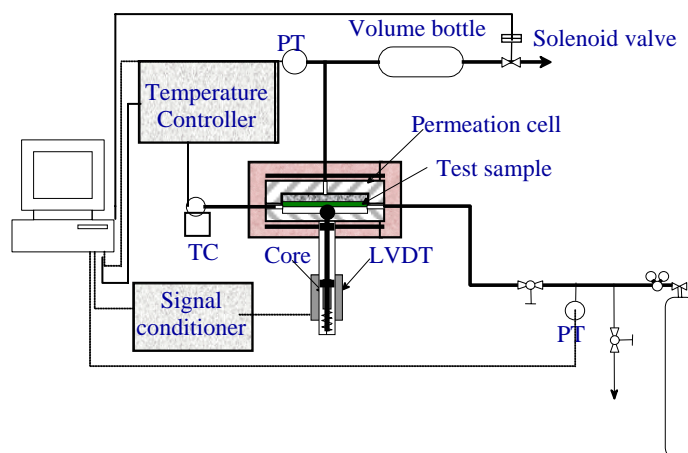 Volume bottle
PT
Solenoid valve
Temperature
Controller
Permeation cell
Test sample
TC
Core
LVDT
Signal
conditioner
PT